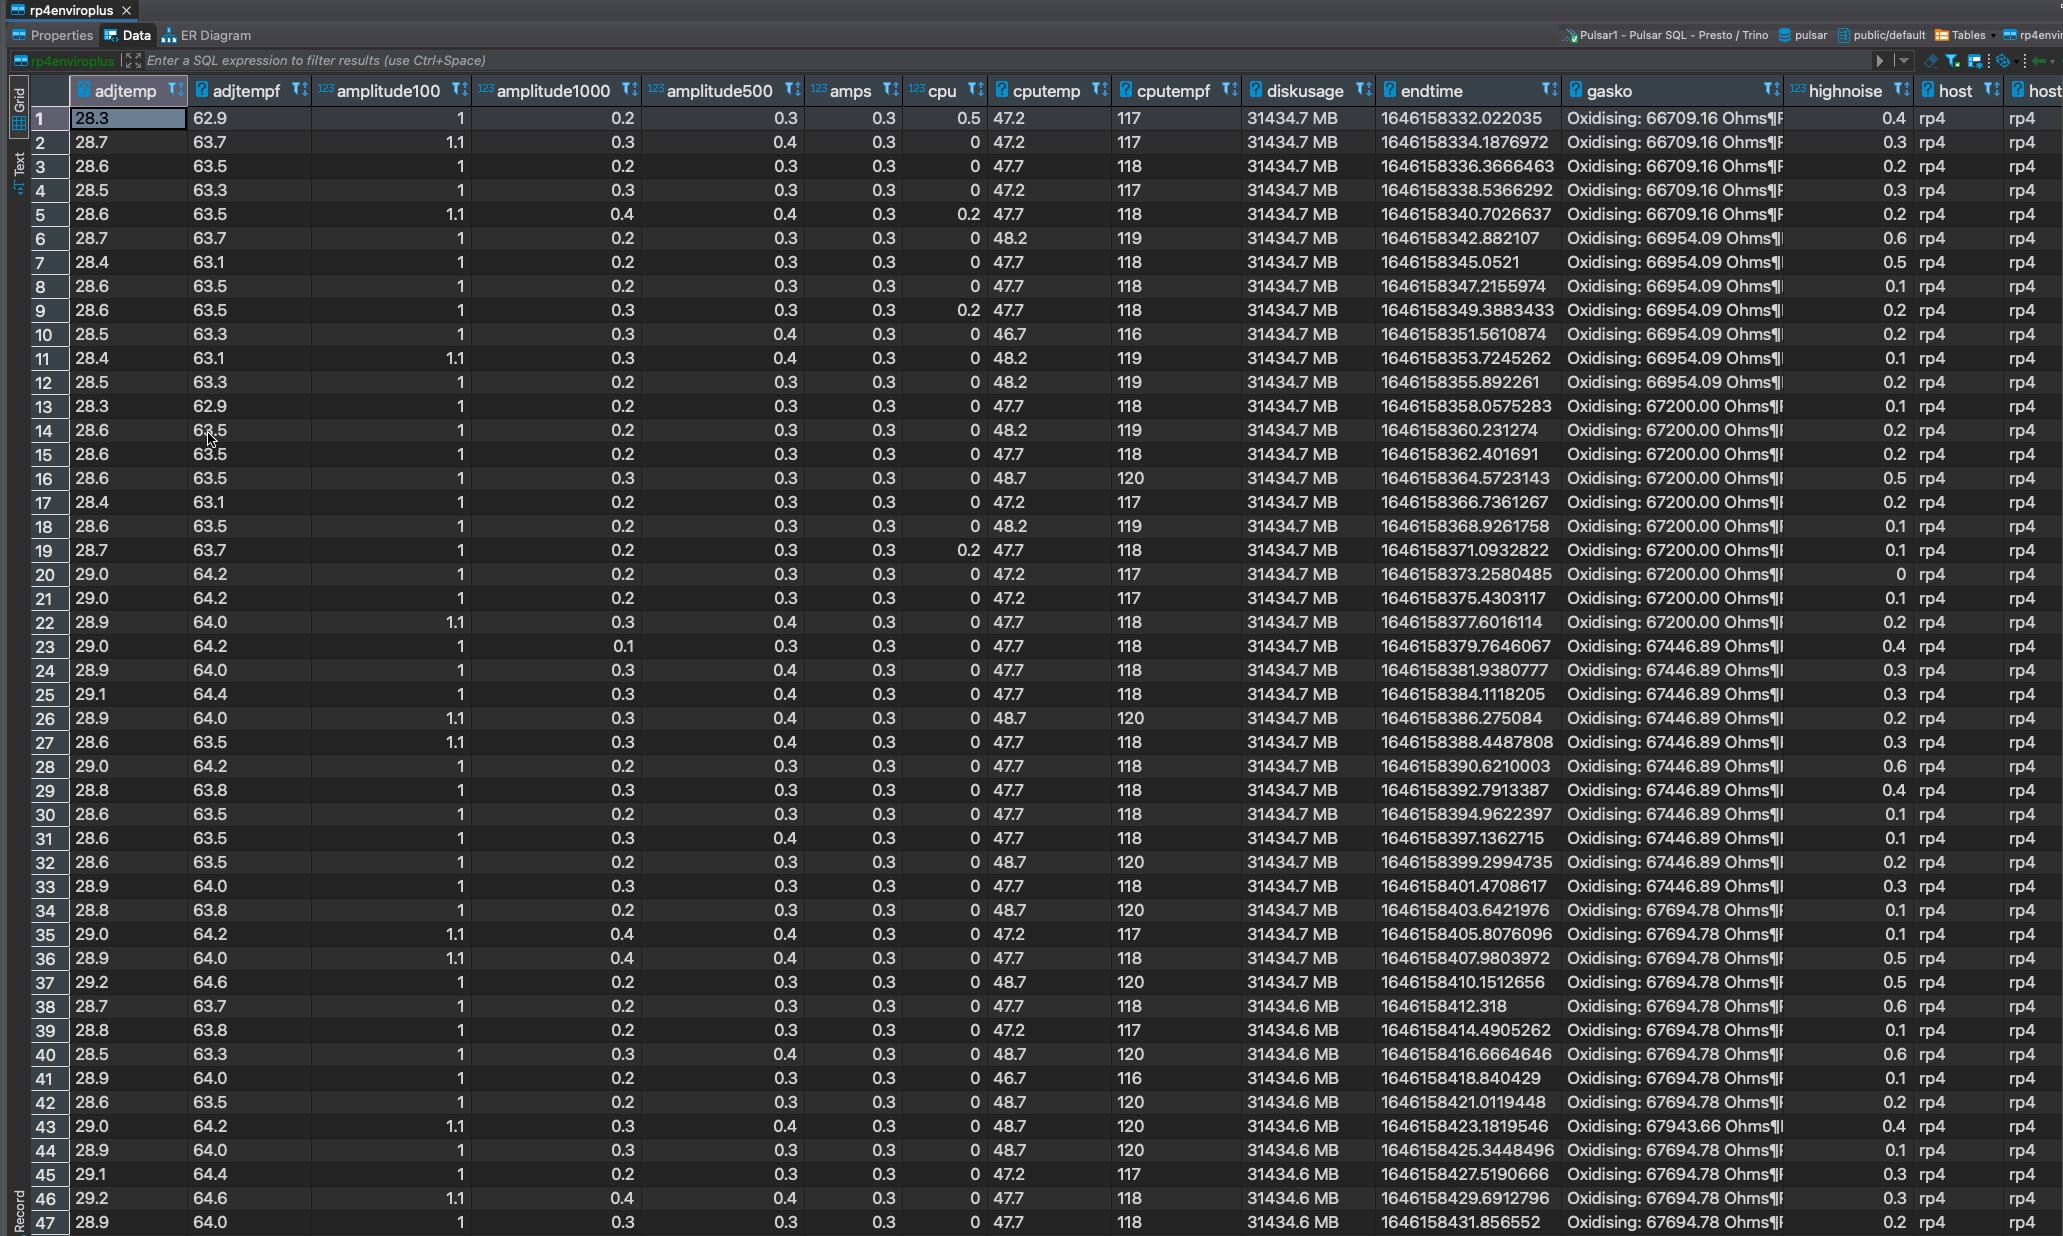 rp4enviroplus
Properties Data ER Diagram Pulsar1 - Pulsar SQL - Presto / Trino pulsar public/default Tables
rp4enviroplus Enter a SQL expression to filter results (use Ctrl+Space)
Grid
Text
Record
adjtemp adjtempf 123 amplitude100 123 amplitude1000 123 amplitude500 123 amps 123 cpu cputemp cputempf diskusage endtime gasko 123 highnoise host host
1 28.3 62.9 1 0.2 0.3 0.3 0.5 47.2 117 31434.7 MB 1646158332.022035 Oxidising: 66709.16 Ohms¶ 0.4 rp4 rp4
2 28.7 63.7 1.1 0.3 0.4 0.3 0 47.2 117 31434.7 MB 1646158334.1876972 Oxidising: 66709.16 Ohms¶ 0.3 rp4 rp4
3 28.6 63.5 1 0.2 0.3 0.3 0 47.7 118 31434.7 MB 1646158336.3666463 Oxidising: 66709.16 Ohms¶ 0.2 rp4 rp4
4 28.5 63.3 1 0.3 0.3 0.3 0 47.2 117 31434.7 MB 1646158338.5366292 Oxidising: 66709.16 Ohms¶ 0.3 rp4 rp4
5 28.6 63.5 1.1 0.4 0.4 0.3 0.2 47.7 118 31434.7 MB 1646158340.7026637 Oxidising: 66709.16 Ohms¶ 0.2 rp4 rp4
6 28.7 63.7 1 0.2 0.3 0.3 0 48.2 119 31434.7 MB 1646158342.882107 Oxidising: 66954.09 Ohms¶ 0.6 rp4 rp4
7 28.4 63.1 1 0.2 0.3 0.3 0 47.7 118 31434.7 MB 1646158345.0521 Oxidising: 66954.09 Ohms¶ 0.5 rp4 rp4
8 28.6 63.5 1 0.2 0.3 0.3 0 47.7 118 31434.7 MB 1646158347.2155974 Oxidising: 66954.09 Ohms¶ 0.1 rp4 rp4
9 28.6 63.5 1 0.3 0.3 0.3 0.2 47.7 118 31434.7 MB 1646158349.3883433 Oxidising: 66954.09 Ohms¶ 0.2 rp4 rp4
10 28.5 63.3 1 0.3 0.4 0.3 0 46.7 116 31434.7 MB 1646158351.5610874 Oxidising: 66954.09 Ohms¶ 0.2 rp4 rp4
11 28.4 63.1 1.1 0.3 0.4 0.3 0 48.2 119 31434.7 MB 1646158353.7245262 Oxidising: 66954.09 Ohms¶ 0.1 rp4 rp4
12 28.5 63.3 1 0.2 0.3 0.3 0 48.2 119 31434.7 MB 1646158355.892261 Oxidising: 66954.09 Ohms¶ 0.2 rp4 rp4
13 28.3 62.9 1 0.2 0.3 0.3 0 47.7 118 31434.7 MB 1646158358.0575283 Oxidising: 67200.00 Ohms¶ 0.1 rp4 rp4
14 28.6 63.5 1 0.2 0.3 0.3 0 48.2 119 31434.7 MB 1646158360.231274 Oxidising: 67200.00 Ohms¶ 0.2 rp4 rp4
15 28.6 63.5 1 0.2 0.3 0.3 0 47.7 118 31434.7 MB 1646158362.401691 Oxidising: 67200.00 Ohms¶ 0.2 rp4 rp4
16 28.6 63.5 1 0.3 0.3 0.3 0 48.7 120 31434.7 MB 1646158364.5723143 Oxidising: 67200.00 Ohms¶ 0.5 rp4 rp4
17 28.4 63.1 1 0.2 0.3 0.3 0 47.2 117 31434.7 MB 1646158366.7361267 Oxidising: 67200.00 Ohms¶ 0.2 rp4 rp4
18 28.6 63.5 1 0.2 0.3 0.3 0 48.2 119 31434.7 MB 1646158368.9261758 Oxidising: 67200.00 Ohms¶ 0.1 rp4 rp4
19 28.7 63.7 1 0.2 0.3 0.3 0.2 47.7 118 31434.7 MB 1646158371.0932822 Oxidising: 67200.00 Ohms¶ 0.1 rp4 rp4
20 29.0 64.2 1 0.2 0.3 0.3 0 47.2 117 31434.7 MB 1646158373.2580485 Oxidising: 67200.00 Ohms¶ 0 rp4 rp4
21 29.0 64.2 1 0.2 0.3 0.3 0 47.2 117 31434.7 MB 1646158375.4303117 Oxidising: 67200.00 Ohms¶ 0.1 rp4 rp4
22 28.9 64.0 1.1 0.3 0.4 0.3 0 47.7 118 31434.7 MB 1646158377.6016114 Oxidising: 67200.00 Ohms¶ 0.2 rp4 rp4
23 29.0 64.2 1 0.1 0.3 0.3 0 47.7 118 31434.7 MB 1646158379.7646067 Oxidising: 67446.89 Ohms¶ 0.4 rp4 rp4
24 28.9 64.0 1 0.3 0.4 0.3 0 47.7 118 31434.7 MB 1646158381.9380777 Oxidising: 67446.89 Ohms¶ 0.3 rp4 rp4
25 29.1 64.4 1 0.3 0.4 0.3 0 47.7 118 31434.7 MB 1646158384.1118205 Oxidising: 67446.89 Ohms¶ 0.3 rp4 rp4
26 28.9 64.0 1.1 0.3 0.4 0.3 0 48.7 120 31434.7 MB 1646158386.275084 Oxidising: 67446.89 Ohms¶ 0.2 rp4 rp4
27 28.6 63.5 1.1 0.3 0.4 0.3 0 47.7 118 31434.7 MB 1646158388.4487808 Oxidising: 67446.89 Ohms¶ 0.3 rp4 rp4
28 29.0 64.2 1 0.2 0.3 0.3 0 47.7 118 31434.7 MB 1646158390.6210003 Oxidising: 67446.89 Ohms¶ 0.6 rp4 rp4
29 28.8 63.8 1 0.3 0.3 0.3 0 47.7 118 31434.7 MB 1646158392.7913387 Oxidising: 67446.89 Ohms¶ 0.4 rp4 rp4
30 28.6 63.5 1 0.2 0.3 0.3 0 47.7 118 31434.7 MB 1646158394.9622397 Oxidising: 67446.89 Ohms¶ 0.1 rp4 rp4
31 28.6 63.5 1 0.3 0.4 0.3 0 47.7 118 31434.7 MB 1646158397.1362715 Oxidising: 67446.89 Ohms¶ 0.1 rp4 rp4
32 28.6 63.5 1 0.2 0.3 0.3 0 48.7 120 31434.7 MB 1646158399.2994735 Oxidising: 67446.89 Ohms¶ 0.2 rp4 rp4
33 28.9 64.0 1 0.3 0.3 0.3 0 47.7 118 31434.7 MB 1646158401.4708617 Oxidising: 67446.89 Ohms¶ 0.3 rp4 rp4
34 28.8 63.8 1 0.2 0.3 0.3 0 48.7 120 31434.7 MB 1646158403.6421976 Oxidising: 67694.78 Ohms¶ 0.1 rp4 rp4
35 29.0 64.2 1.1 0.4 0.4 0.3 0 47.2 117 31434.7 MB 1646158405.8076096 Oxidising: 67694.78 Ohms¶ 0.1 rp4 rp4
36 28.9 64.0 1.1 0.4 0.4 0.3 0 47.7 118 31434.7 MB 1646158407.9803972 Oxidising: 67694.78 Ohms¶ 0.5 rp4 rp4
37 29.2 64.6 1 0.2 0.3 0.3 0 48.7 120 31434.7 MB 1646158410.1512656 Oxidising: 67694.78 Ohms¶ 0.5 rp4 rp4
38 28.7 63.7 1 0.2 0.3 0.3 0 47.7 118 31434.6 MB 1646158412.318 Oxidising: 67694.78 Ohms¶ 0.6 rp4 rp4
39 28.8 63.8 1 0.2 0.3 0.3 0 47.2 117 31434.6 MB 1646158414.4905262 Oxidising: 67694.78 Ohms¶ 0.1 rp4 rp4
40 28.5 63.3 1 0.3 0.4 0.3 0 48.7 120 31434.6 MB 1646158416.6664646 Oxidising: 67694.78 Ohms¶ 0.6 rp4 rp4
41 28.9 64.0 1 0.2 0.3 0.3 0 46.7 116 31434.6 MB 1646158418.840429 Oxidising: 67694.78 Ohms¶ 0.1 rp4 rp4
42 28.6 63.5 1 0.2 0.3 0.3 0 48.7 120 31434.6 MB 1646158421.0119448 Oxidising: 67694.78 Ohms¶ 0.2 rp4 rp4
43 29.0 64.2 1.1 0.3 0.4 0.3 0 48.7 120 31434.6 MB 1646158423.1819546 Oxidising: 67943.66 Ohms¶ 0.4 rp4 rp4
44 28.9 64.0 1 0.3 0.3 0.3 0 48.7 120 31434.6 MB 1646158425.3448496 Oxidising: 67694.78 Ohms¶ 0.1 rp4 rp4
45 29.1 64.4 1 0.2 0.3 0.3 0 47.2 117 31434.6 MB 1646158427.5190666 Oxidising: 67694.78 Ohms¶ 0.3 rp4 rp4
46 29.2 64.6 1.1 0.4 0.4 0.3 0 47.7 118 31434.6 MB 1646158429.6912796 Oxidising: 67694.78 Ohms¶ 0.3 rp4 rp4
47 28.9 64.0 1 0.3 0.3 0.3 0 47.7 118 31434.6 MB 1646158431.856552 Oxidising: 67694.78 Ohms¶ 0.2 rp4 rp4